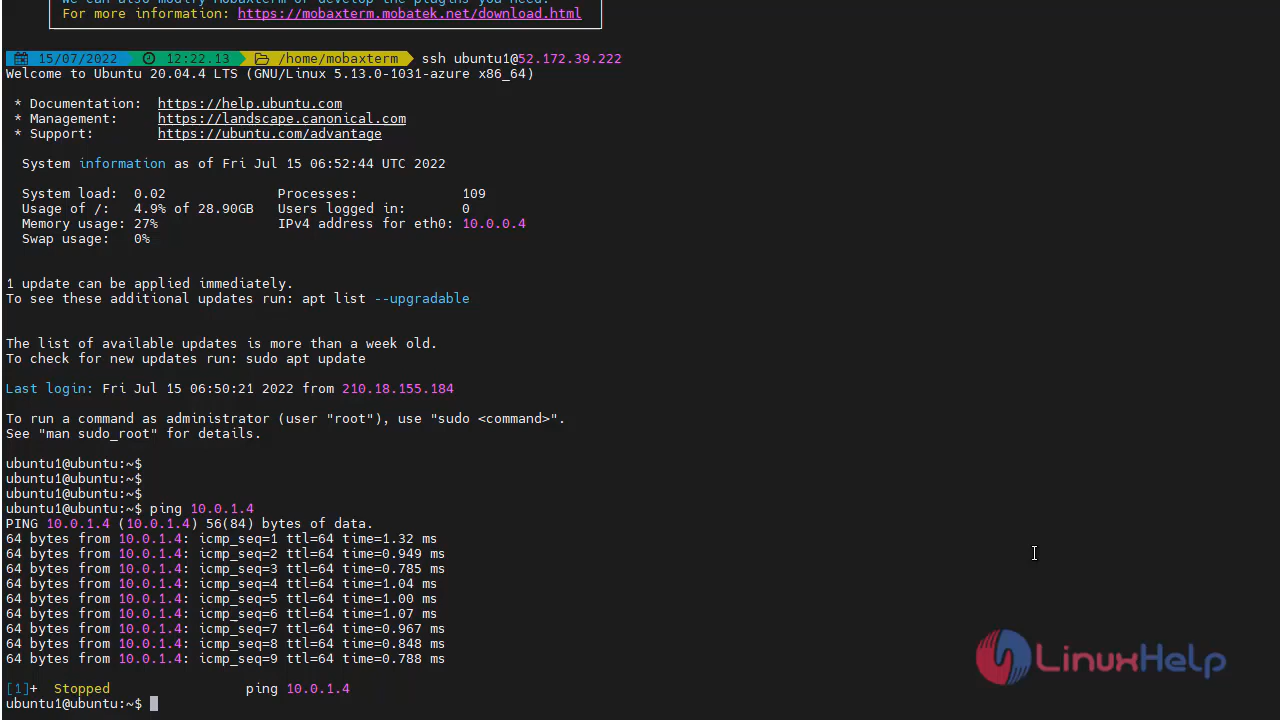 We can also modify MobaXterm or develop the plugins you need.
For more information: https://mobaxterm.mobatek.net/download.html
15/07/2022 12:22.13 /home/mobaxterm ssh ubuntu1@52.172.39.222
Welcome to Ubuntu 20.04.4 LTS (GNU/Linux 5.13.0-1031-azure x86_64)
* Documentation: https://help.ubuntu.com
* Management: https://landscape.canonical.com
* Support: https://ubuntu.com/advantage
System information as of Fri Jul 15 06:52:44 UTC 2022
System load: 0.02 Processes: 109
Usage of /: 4.9% of 28.90GB Users logged in: 0
Memory usage: 27% IPv4 address for eth0: 10.0.0.4
Swap usage: 0%
1 update can be applied immediately.
To see these additional updates run: apt list --upgradable
The list of available updates is more than a week old.
To check for new updates run: sudo apt update
Last login: Fri Jul 15 06:50:21 2022 from 210.18.155.184
To run a command as administrator (user "root"), use "sudo <command>".
See "man sudo_root" for details.
ubuntu1@ubuntu:~$
ubuntu1@ubuntu:~$
ubuntu1@ubuntu:~$
ubuntu1@ubuntu:~$ ping 10.0.1.4
PING 10.0.1.4 (10.0.1.4) 56(84) bytes of data.
64 bytes from 10.0.1.4: icmp_seq=1 ttl=64 time=1.32 ms
64 bytes from 10.0.1.4: icmp_seq=2 ttl=64 time=0.949 ms
64 bytes from 10.0.1.4: icmp_seq=3 ttl=64 time=0.785 ms
64 bytes from 10.0.1.4: icmp_seq=4 ttl=64 time=1.04 ms
64 bytes from 10.0.1.4: icmp_seq=5 ttl=64 time=1.00 ms
64 bytes from 10.0.1.4: icmp_seq=6 ttl=64 time=1.07 ms
64 bytes from 10.0.1.4: icmp_seq=7 ttl=64 time=0.967 ms
64 bytes from 10.0.1.4: icmp_seq=8 ttl=64 time=0.848 ms
64 bytes from 10.0.1.4: icmp_seq=9 ttl=64 time=0.788 ms
[1]+ Stopped ping 10.0.1.4
ubuntu1@ubuntu:~$
LinuxHelp